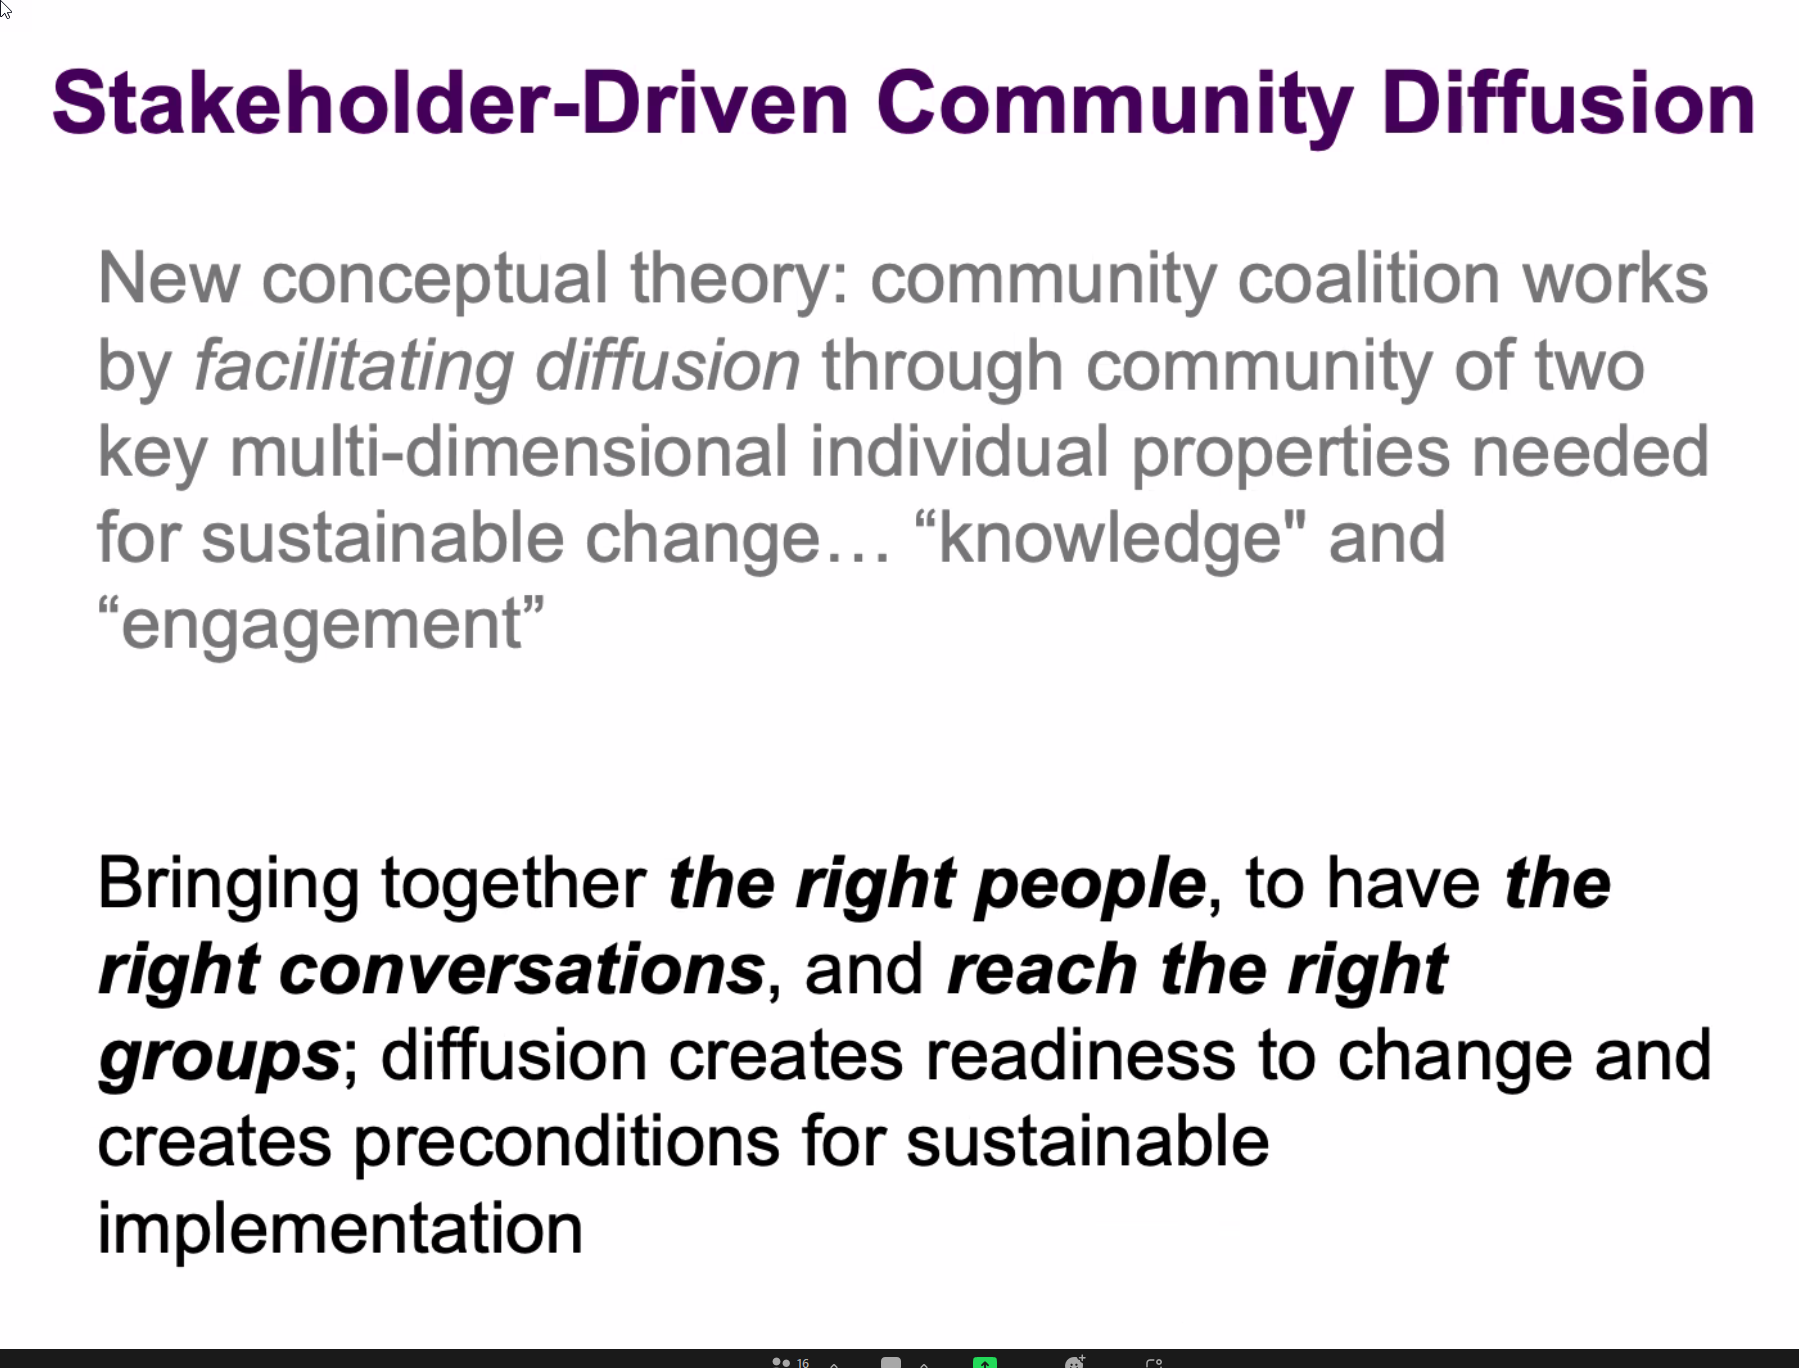 Stakeholder-Driven Community Diffusion
New conceptual theory: community coalition works
by facilitating diffusion through community of two
key multi-dimensional individual properties needed
for sustainable change… “knowledge" and
“engagement”
Bringing together the right people, to have the
right conversations, and reach the right
groups; diffusion creates readiness to change and
creates preconditions for sustainable
implementation
16